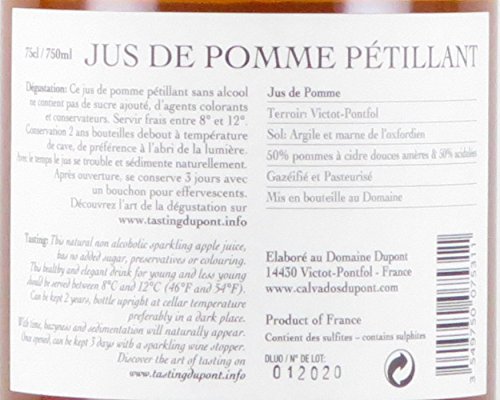 75cl / 750ml JUS DE POMME PÉTILLANT
Dégustation: Ce jus de pomme pétillant sans alcool
ne contient pas de sucre ajouté, d'agents colorants
et conservateurs. Servir frais entre 8° et 12°.
Conservation 2 ans bouteilles debout à température
de cave, de préférence à l'abri de la lumière.
Avec le temps le jus se trouble et sédimente naturellement.
Après ouverture, se conserve 3 jours avec
un bouchon pour effervescents.
Découvrez l'art de la dégustation sur
www.tastingdupont.info
Tasting: This natural non alcoholic sparkling apple juice,
has no added sugar, preservatives or colouring.
This healthy and elegant drink for young and less young
should be served between 8°C and 12°C (46°F and 54°F).
Can be kept 2 years, bottle upright at cellar temperature
preferably in a dark place.
With time, hazyness and sedimentation will naturally appear.
Once opened, can be kept 3 days with a sparkling wine stopper.
Discover the art of tasting on
www.tastingdupont.info
Jus de Pomme
Terroir: Victot-Pontfol
Sol: Argile et marne de l'oxfordien
50% pommes à cidre douces amères & 50% acidulées
Gazéifié et Pasteurisé
Mis en bouteille au Domaine
Elaboré au Domaine Dupont
14430 Victot-Pontfol - France
www.calvadosdupont.com
Product of France
Contient des sulfites – contains sulphites
DLUO / N° DE LOT:
012020
3 549750 075311